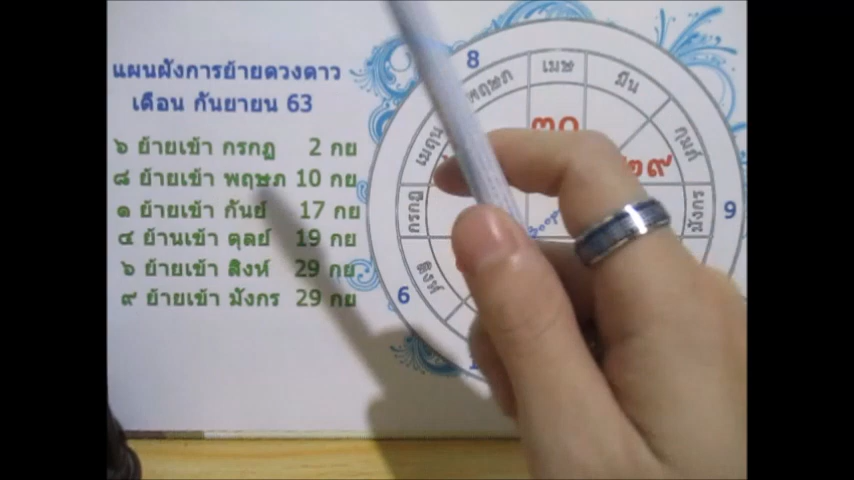 แผนผังการย้ายดวงดาว
เดือน กันยายน 63
๖ ย้ายเข้า กรกฏ 2 กย
๘ ย้ายเข้า พฤษภ 10 กย
๑ ย้ายเข้า กันย์ 17 กย
๔ ย้านเข้า ตุลย์ 19 กย
๖ ย้ายเข้า สิงห์ 29 กย
๙ ย้ายเข้า มังกร 29 กย
8
พฤษภ
เมษ
มีน
เมถุน
กุมภ์
๒๙
กรกฏ
มังกร
9
สิงห์
6